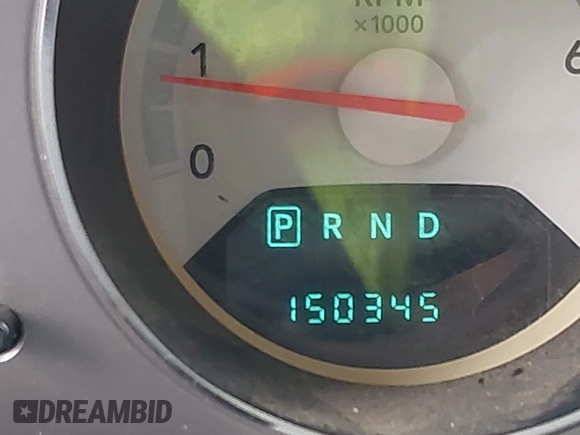 RPM
×1000
1
6
0
P R N D
150345
DREAMBID